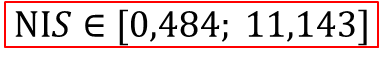 NIS ∈ [0,484; 11,143]